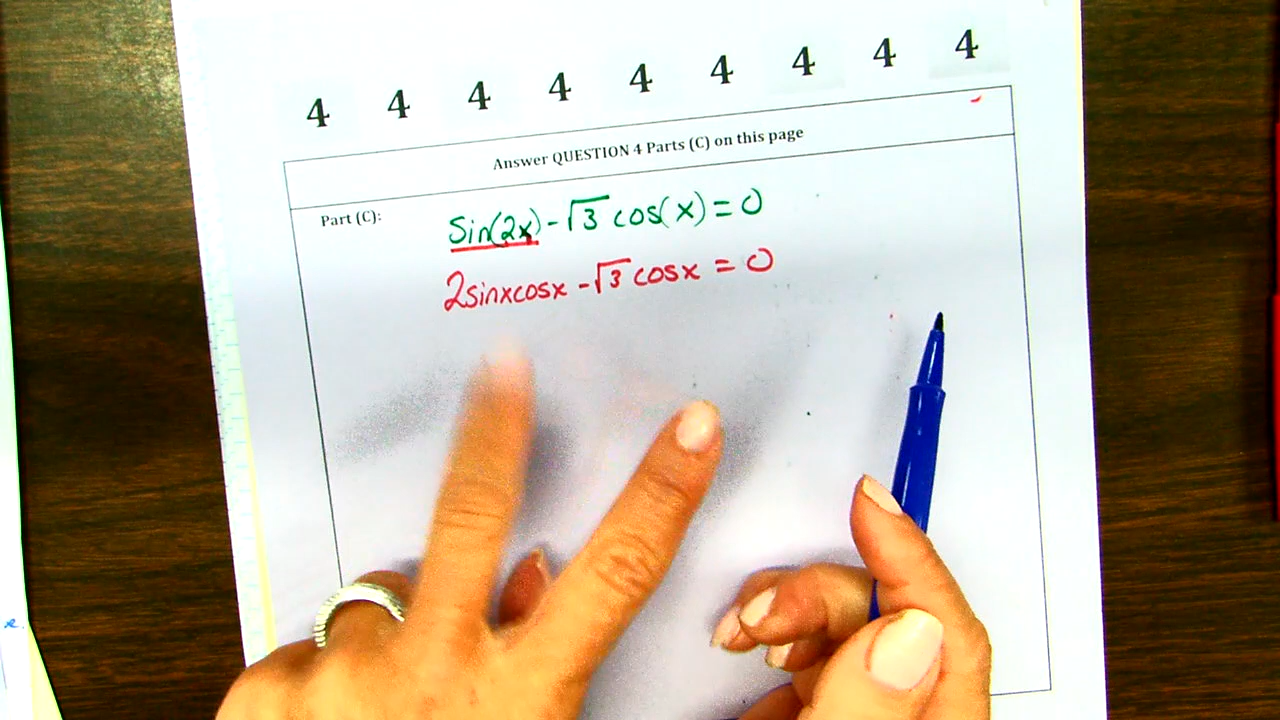 4 4 4 4 4 4 4 4 4
Answer QUESTION 4 Parts (C) on this page
Part (C): Sin(2x) - √3 cos(x) = 0
2sinxcosx - √3 cosx = 0
e.